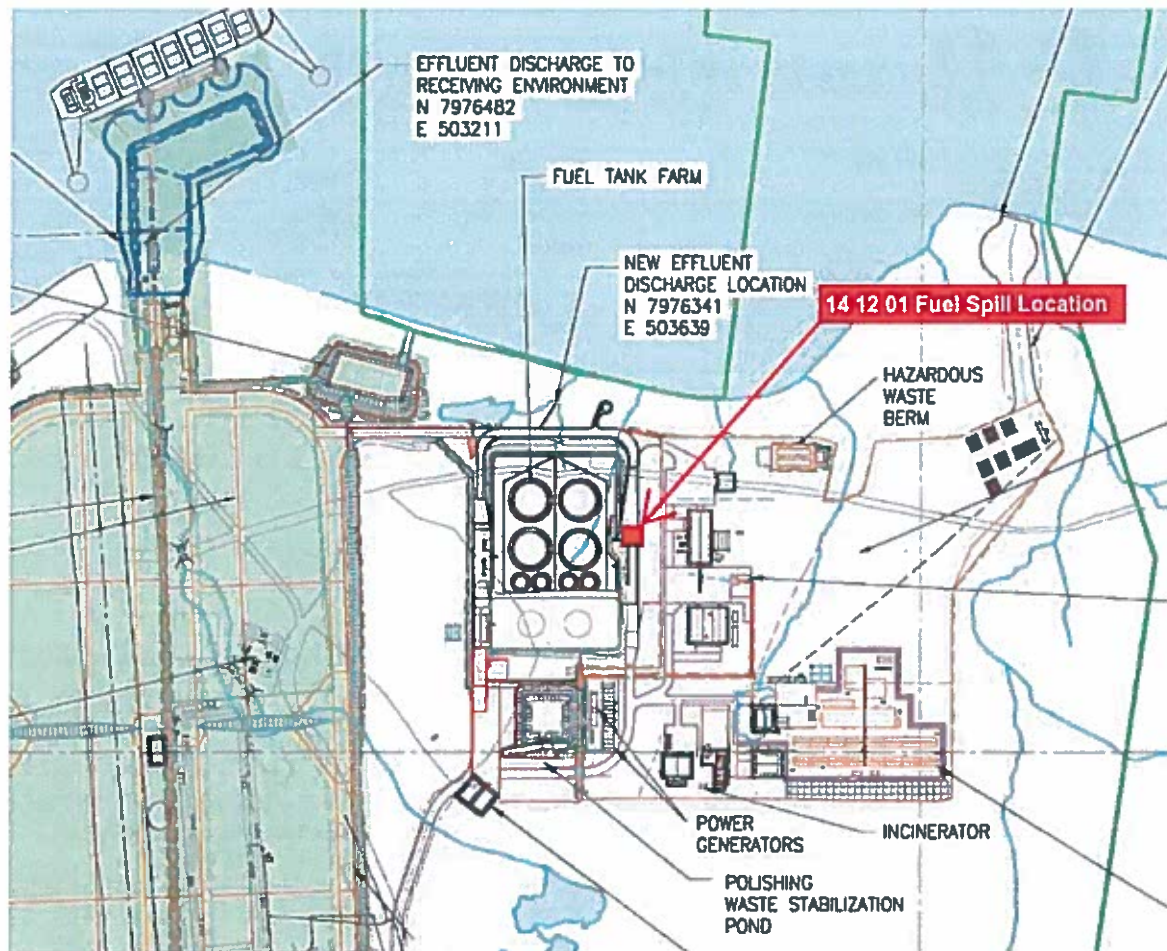 EFFLUENT DISCHARGE TO
RECEIVING ENVIRONMENT
N 7976482
E 503211
FUEL TANK FARM
NEW EFFLUENT
DISCHARGE LOCATION
N 7976341
E 503639
14 12 01 Fuel Spill Location
HAZARDOUS
WASTE
BERM
POWER
GENERATORS
INCINERATOR
POLISHING
WASTE STABILIZATION
POND